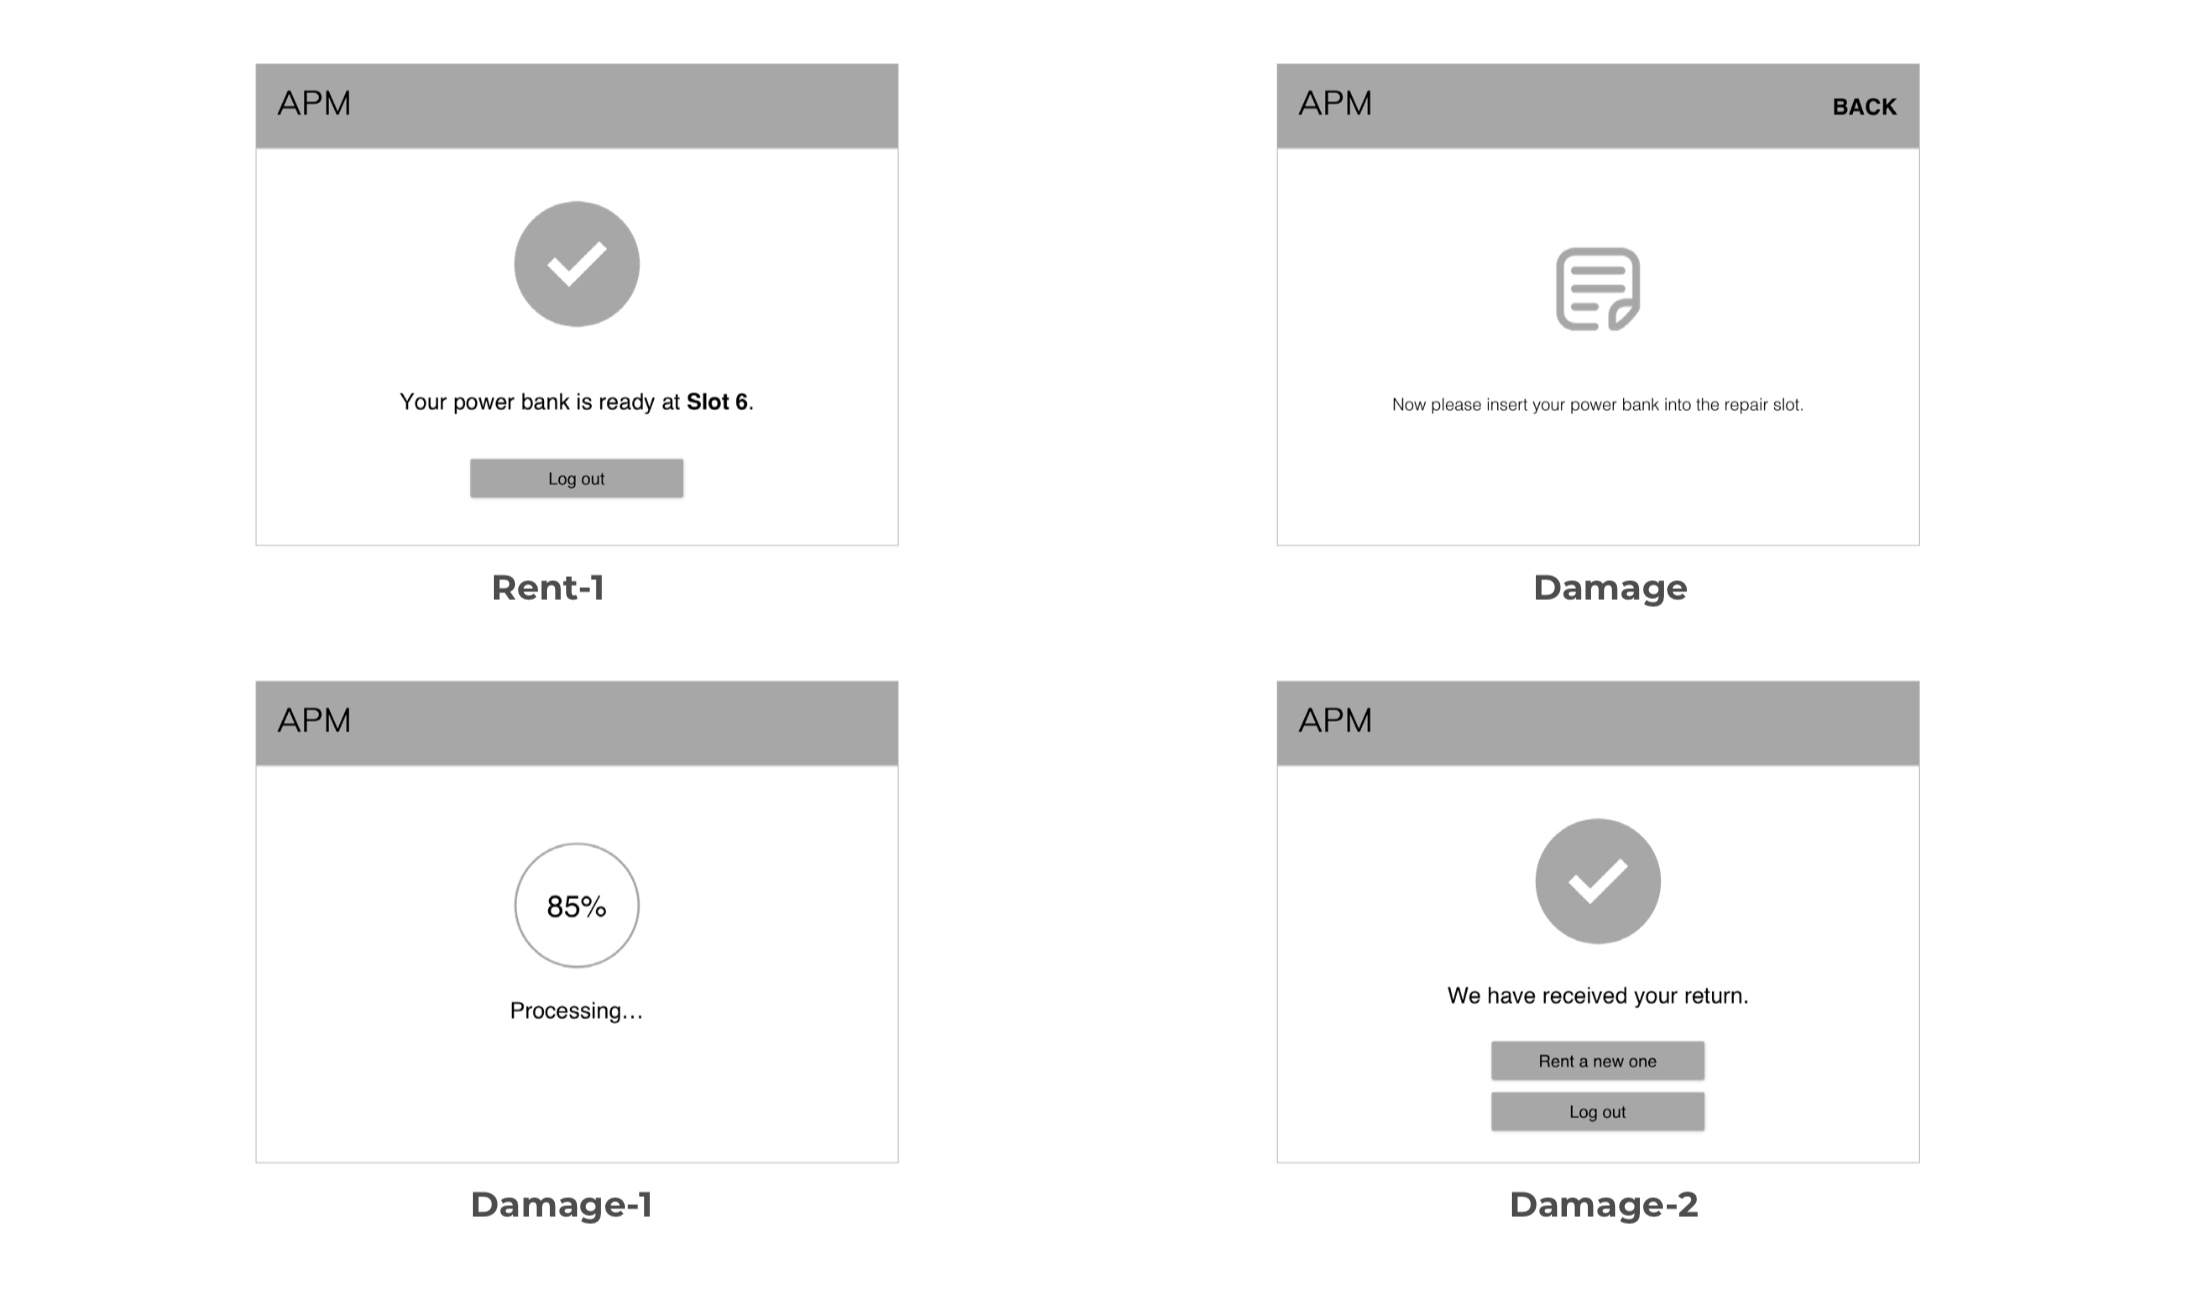 APM
Your power bank is ready at Slot 6.
Log out
Rent-1
APM
BACK
Now please insert your power bank into the repair slot.
Damage
APM
85%
Processing...
Damage-1
APM
We have received your return.
Rent a new one
Log out
Damage-2